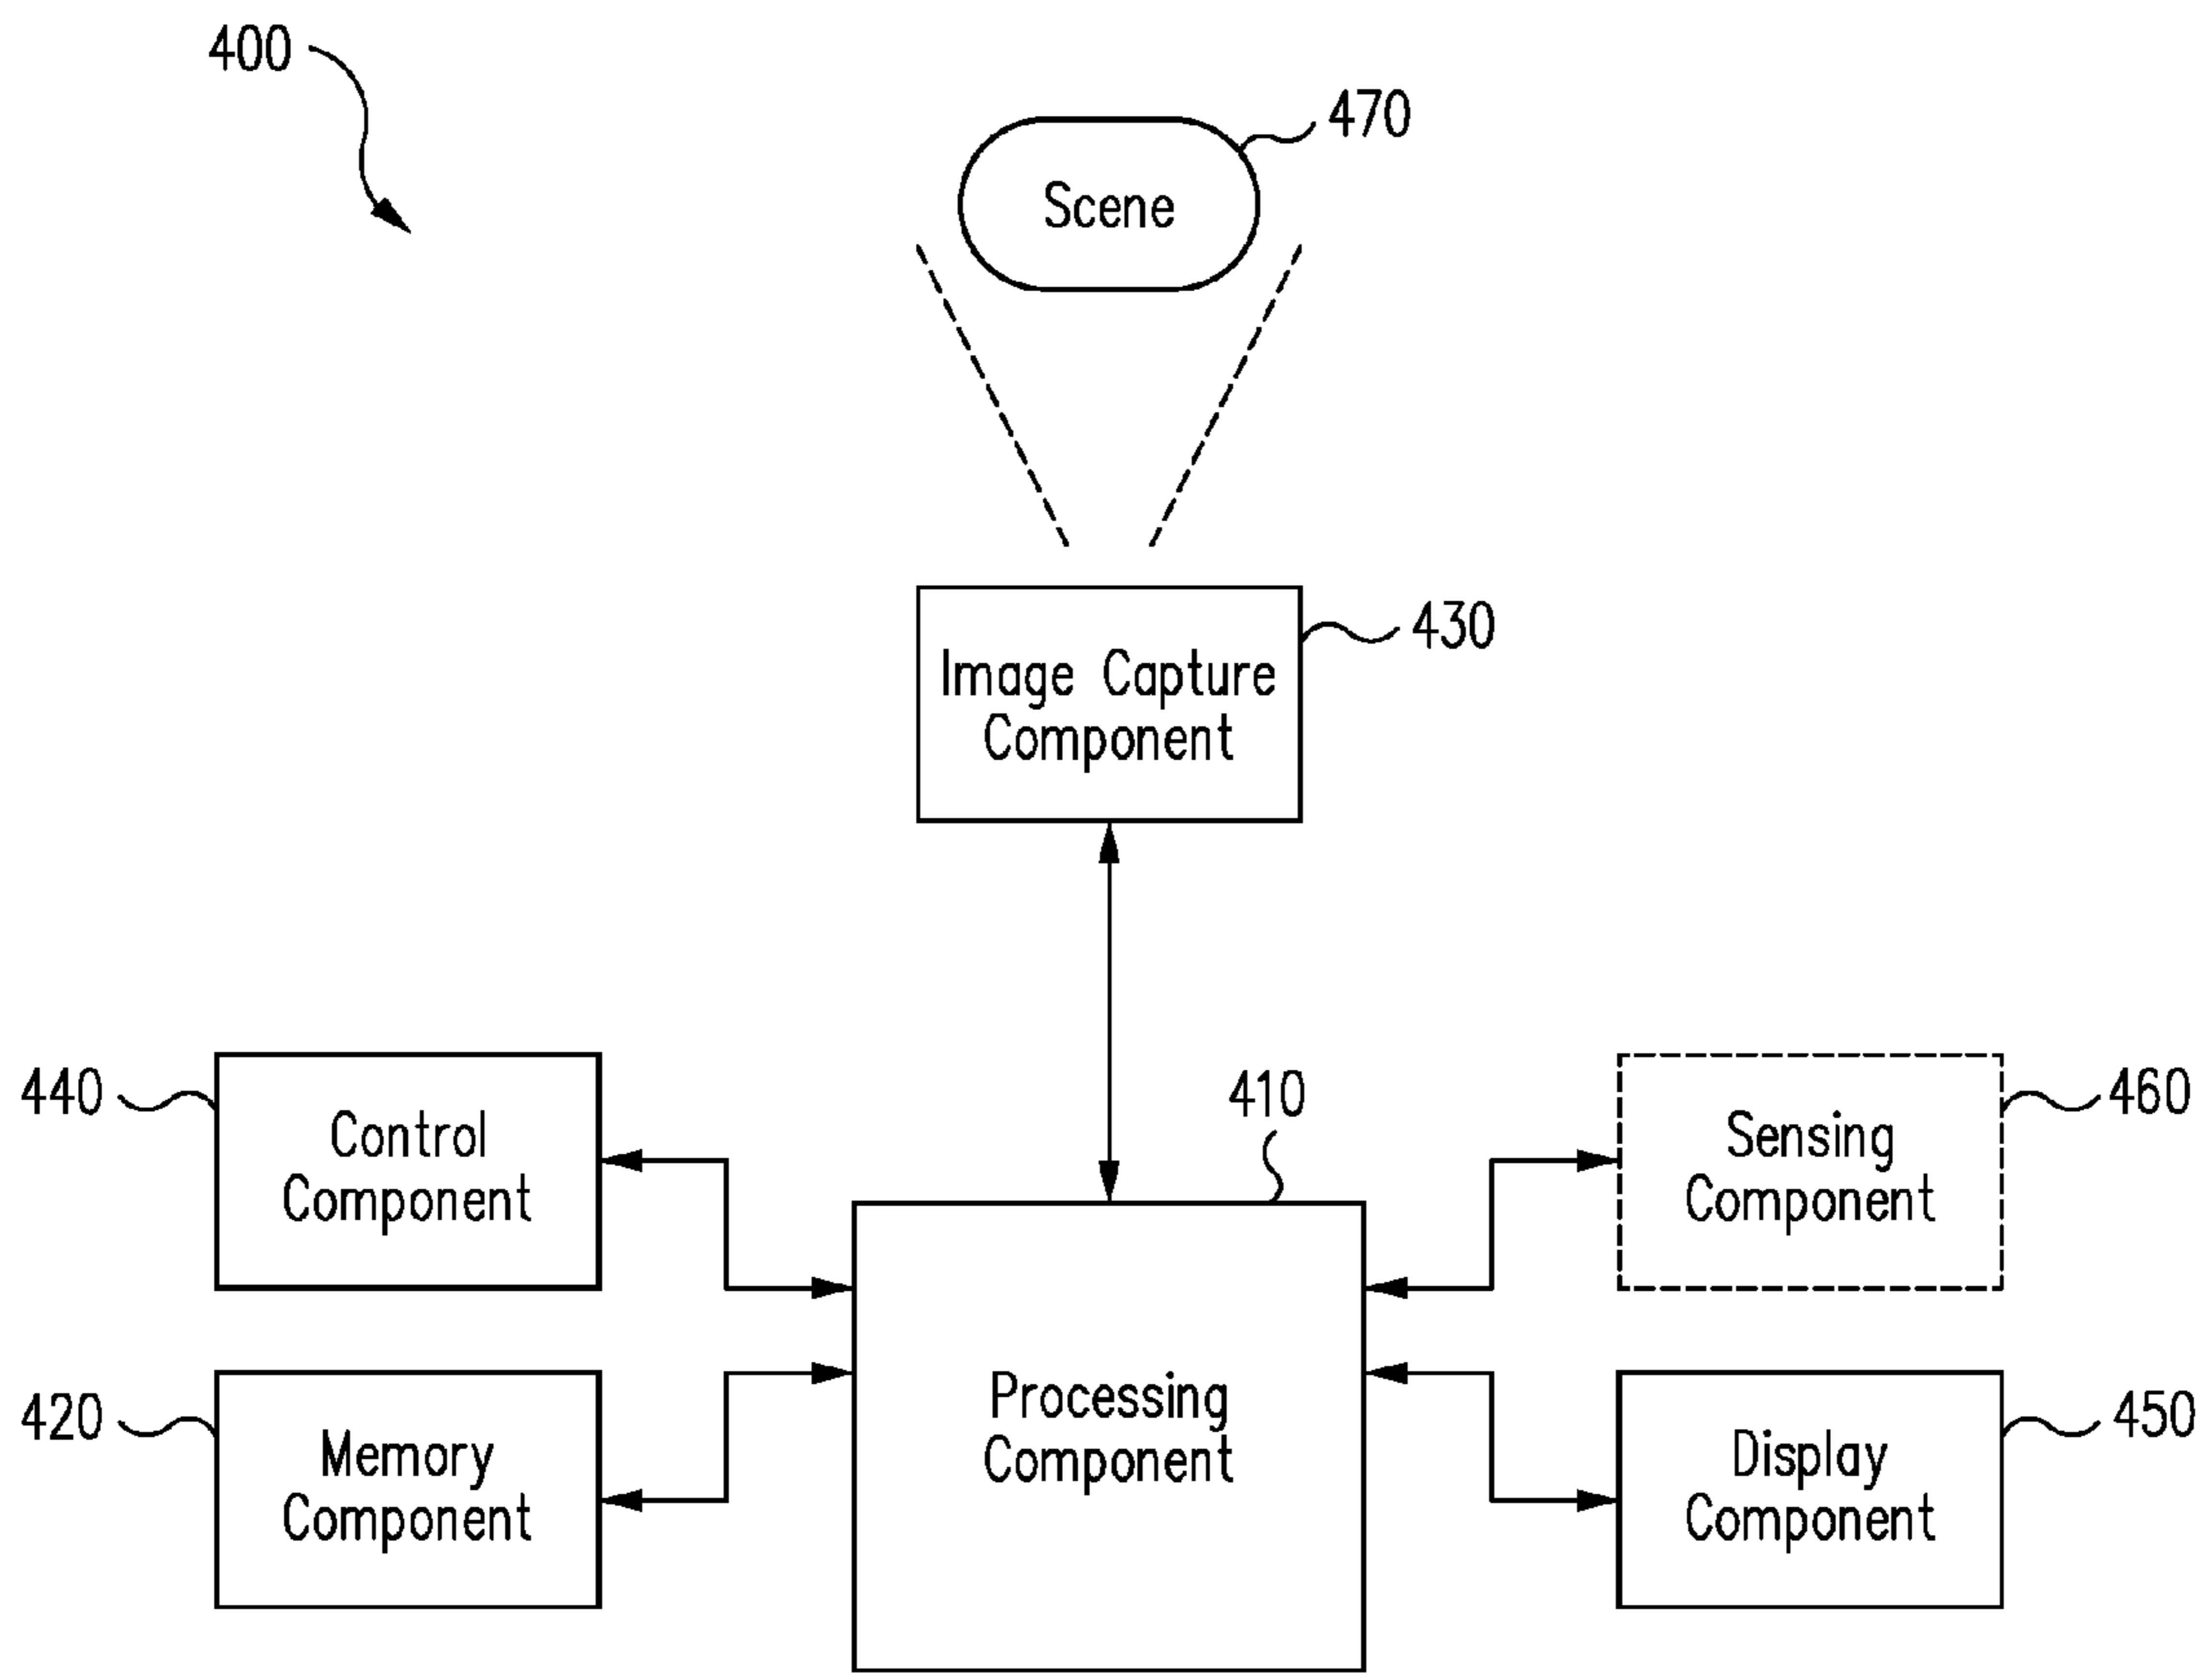 400
470
Scene
430
Image Capture
Component
440
Control
Component
410
460
Sensing
Component
420
Memory
Component
Processing
Component
450
Display
Component